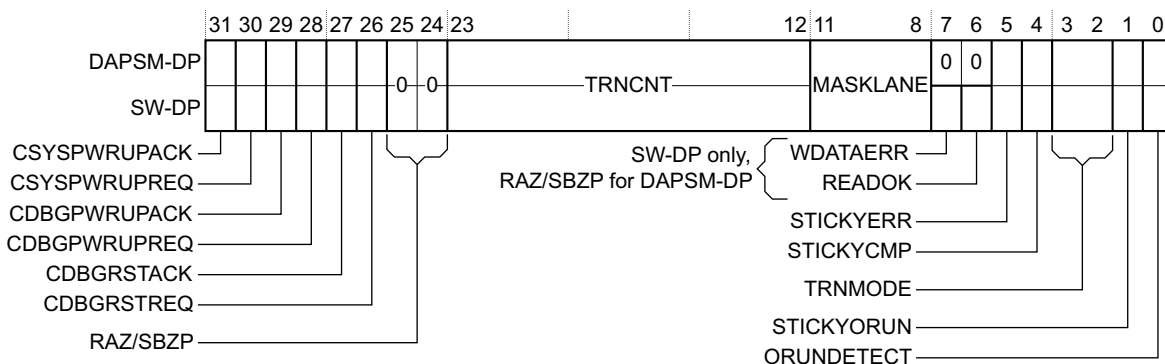 31 30 29 28 27 26 25 24 23 12 11 8 7 6 5 4 3 2 1 0
DAPSM-DP 0 0
0 0 TRNCNT MASKLANE
SW-DP
CSYSPWRUPACK
CSYSPWRUPREQ
CDBGPWRUPACK
CDBGPWRUPREQ
CDBGRSTACK
CDBGRSTREQ
RAZ/SBZP
SW-DP only,
RAZ/SBZP for DAPSM-DP
WDATAERR
READOK
STICKYERR
STICKYCMP
TRNMODE
STICKYORUN
ORUNDETECT